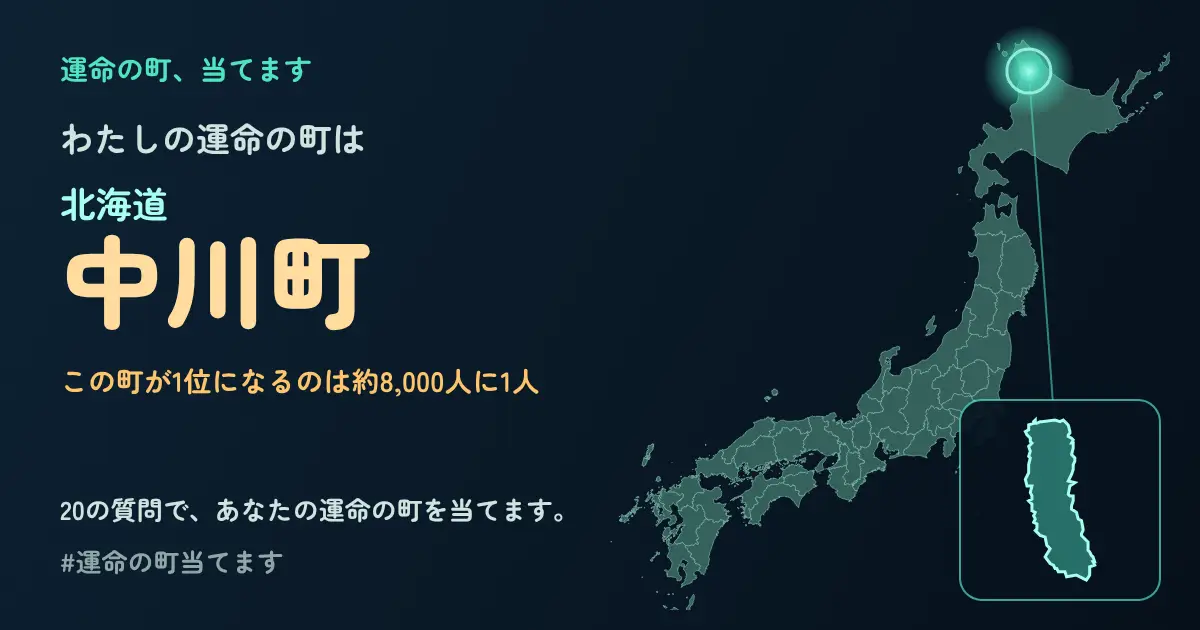 運命の町、当てます
わたしの運命の町は
北海道
中川町
この町が1位になるのは約8,000人に1人
20の質問で、あなたの運命の町を当てます。
#運命の町当てます